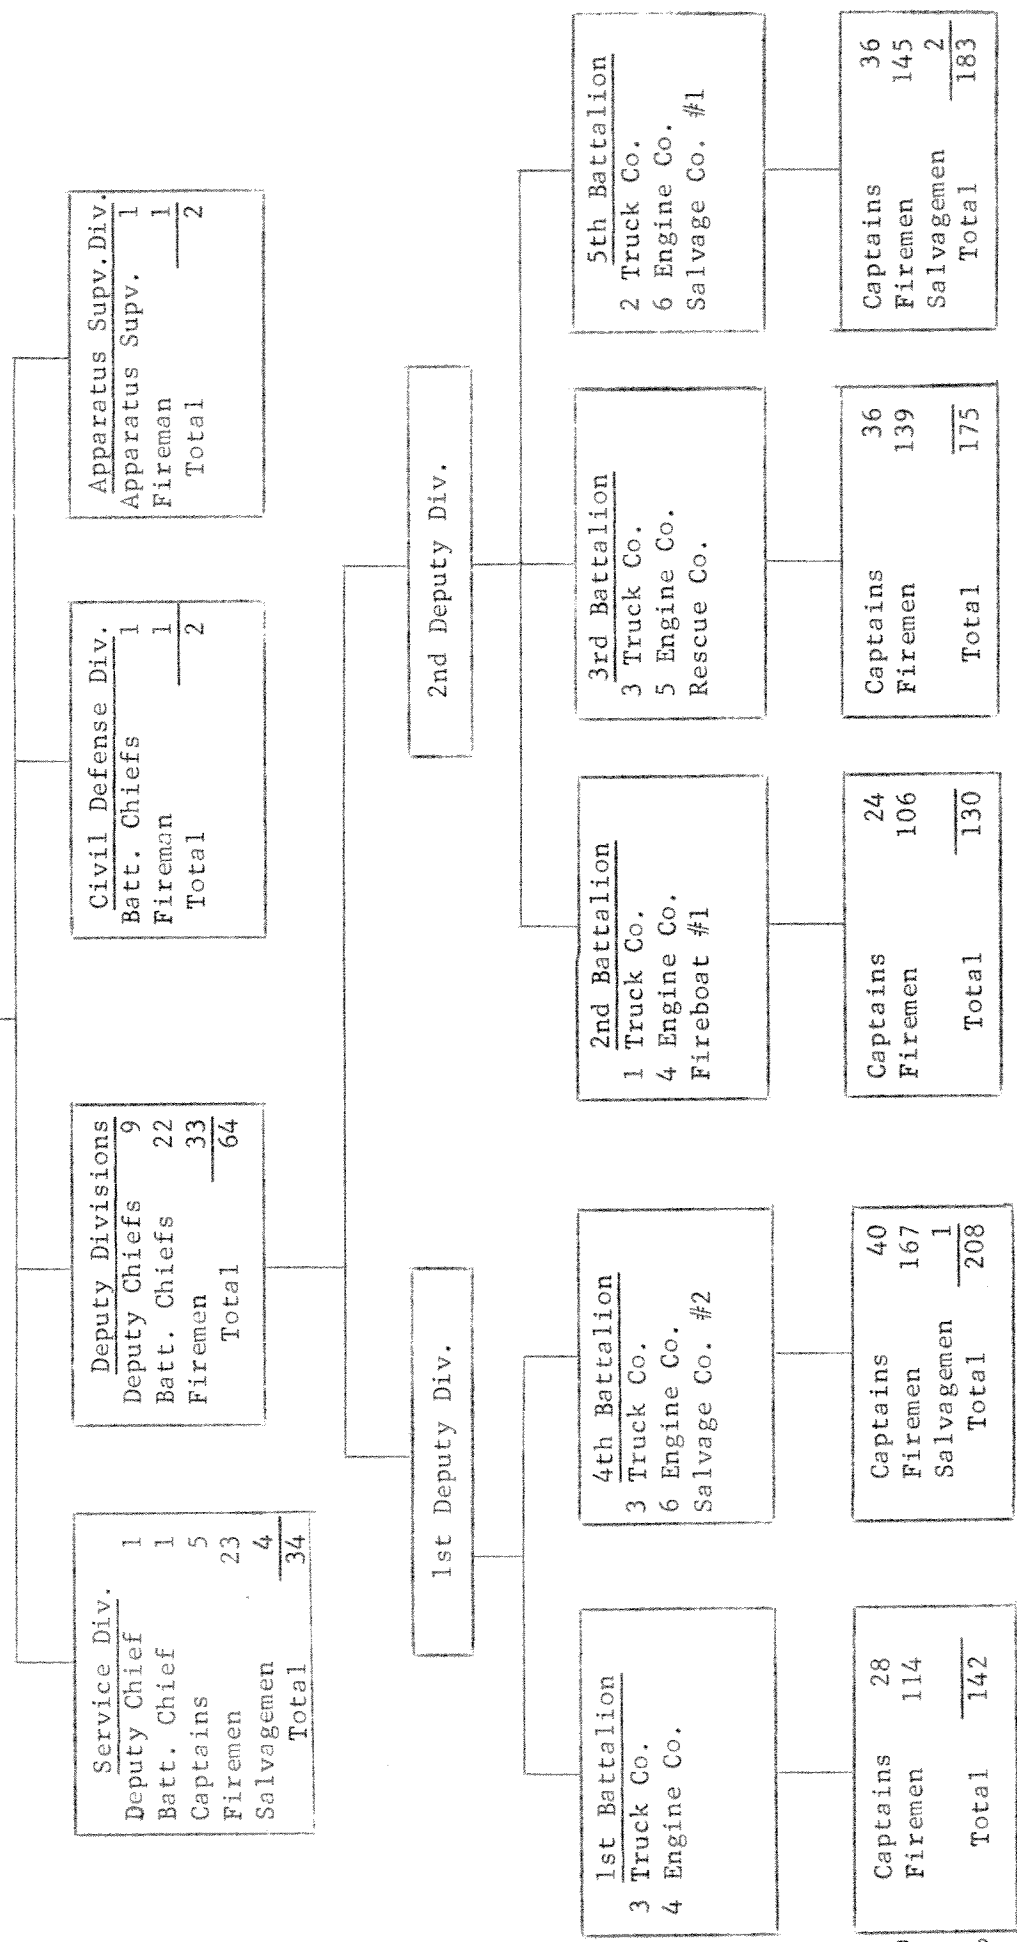 Service Div.
Deputy Chief 1
Batt. Chief 1
Captains 5
Firemen 23
Salvagemen 4
Total 34
Deputy Divisions
Deputy Chiefs 9
Batt. Chiefs 22
Firemen 33
Total 64
Civil Defense Div.
Batt. Chiefs 1
Fireman 1
Total 2
Apparatus Supv.Div.
Apparatus Supv. 1
Fireman 1
Total 2
1st Deputy Div.
2nd Deputy Div.
1st Battalion
3 Truck Co.
4 Engine Co.
4th Battalion
3 Truck Co.
6 Engine Co.
Salvage Co. #2
2nd Battalion
1 Truck Co.
4 Engine Co.
Fireboat #1
3rd Battalion
3 Truck Co.
5 Engine Co.
Rescue Co.
5th Battalion
2 Truck Co.
6 Engine Co.
Salvage Co. #1
Captains 28
Firemen 114
Total 142
Captains 40
Firemen 167
Salvagemen 1
Total 208
Captains 24
Firemen 106
Total 130
Captains 36
Firemen 139
Total 175
Captains 36
Firemen 145
Salvagemen 2
Total 183